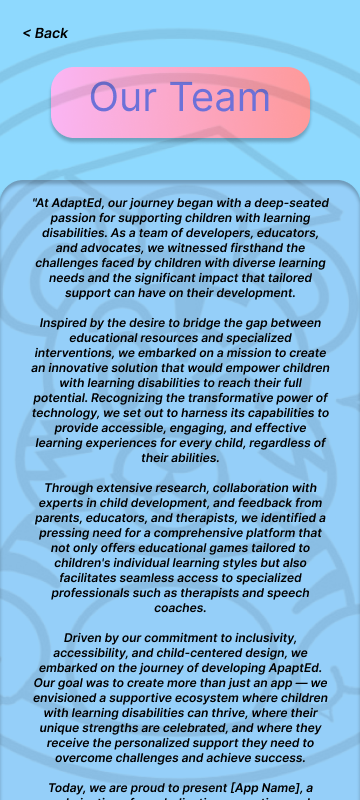 < Back
Our Team
"At AdaptEd, our journey began with a deep-seated
passion for supporting children with learning
disabilities. As a team of developers, educators,
and advocates, we witnessed firsthand the
challenges faced by children with diverse learning
needs and the significant impact that tailored
support can have on their development.
Inspired by the desire to bridge the gap between
educational resources and specialized
interventions, we embarked on a mission to create
an innovative solution that would empower children
with learning disabilities to reach their full
potential. Recognizing the transformative power of
technology, we set out to harness its capabilities to
provide accessible, engaging, and effective
learning experiences for every child, regardless of
their abilities.
Through extensive research, collaboration with
experts in child development, and feedback from
parents, educators, and therapists, we identified a
pressing need for a comprehensive platform that
not only offers educational games tailored to
children's individual learning styles but also
facilitates seamless access to specialized
professionals such as therapists and speech
coaches.
Driven by our commitment to inclusivity,
accessibility, and child-centered design, we
embarked on the journey of developing ApaptEd.
Our goal was to create more than just an app — we
envisioned a supportive ecosystem where children
with learning disabilities can thrive, where their
unique strengths are celebrated, and where they
receive the personalized support they need to
overcome challenges and achieve success.
Today, we are proud to present [App Name], a